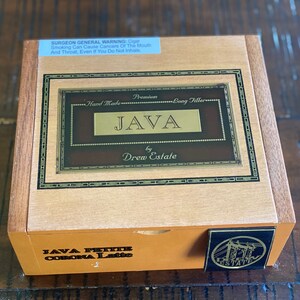 SURGEON GENERAL WARNING: Cigar
Smoking Can Cause Cancers Of The Mouth
And Throat, Even If You Do Not Inhale.
Premium
Hand Made Long Filler
JAVA
by
Drew Estate
JAVA PETITE
CORONA Latte